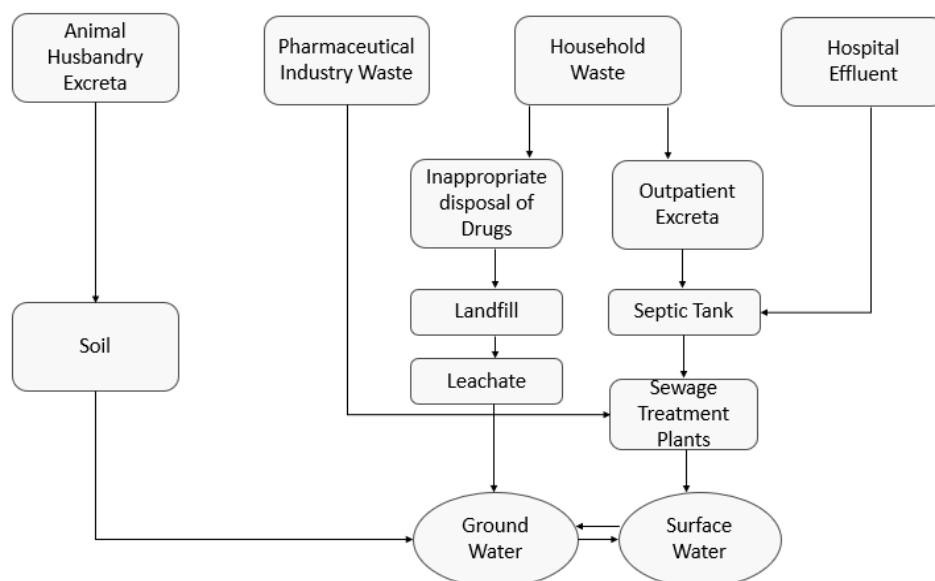 Animal
Husbandry
Excreta
Pharmaceutical
Industry Waste
Household
Waste
Hospital
Effluent
Inappropriate
disposal of
Drugs
Outpatient
Excreta
Soil
Landfill
Septic Tank
Leachate
Sewage
Treatment
Plants
Ground
Water
Surface
Water